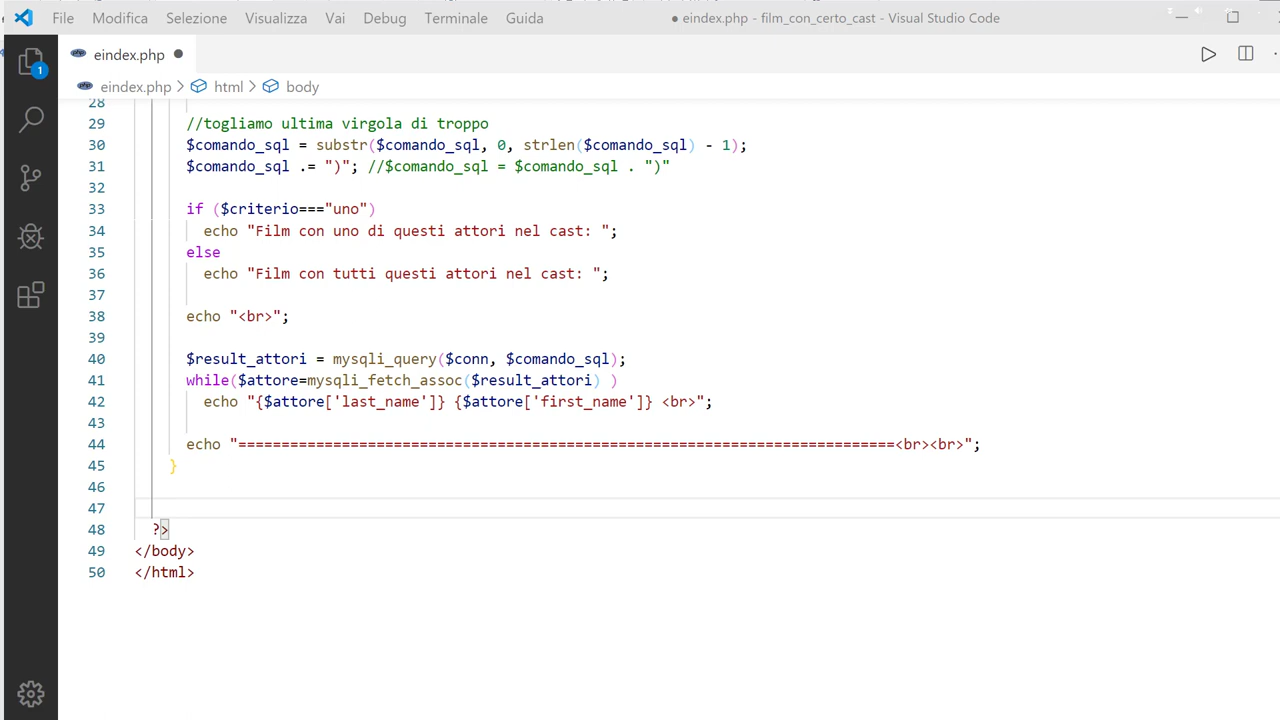 File Modifica Selezione Visualizza Vai Debug Terminale Guida ● eindex.php - film_con_certo_cast - Visual Studio Code
eindex.php ●
1
eindex.php > html > body
28
29 //togliamo ultima virgola di troppo
30 $comando_sql = substr($comando_sql, 0, strlen($comando_sql) - 1);
31 $comando_sql .= ")"; //$comando_sql = $comando_sql . ")"
32
33 if ($criterio==="uno")
34 echo "Film con uno di questi attori nel cast: ";
35 else
36 echo "Film con tutti questi attori nel cast: ";
37
38 echo "<br>";
39
40 $result_attori = mysqli_query($conn, $comando_sql);
41 while($attore=mysqli_fetch_assoc($result_attori) )
42 echo "{$attore['last_name']} {$attore['first_name']} <br>";
43
44 echo "============================================================================<br><br>";
45 }
46
47
48 ?>
49 </body>
50 </html>